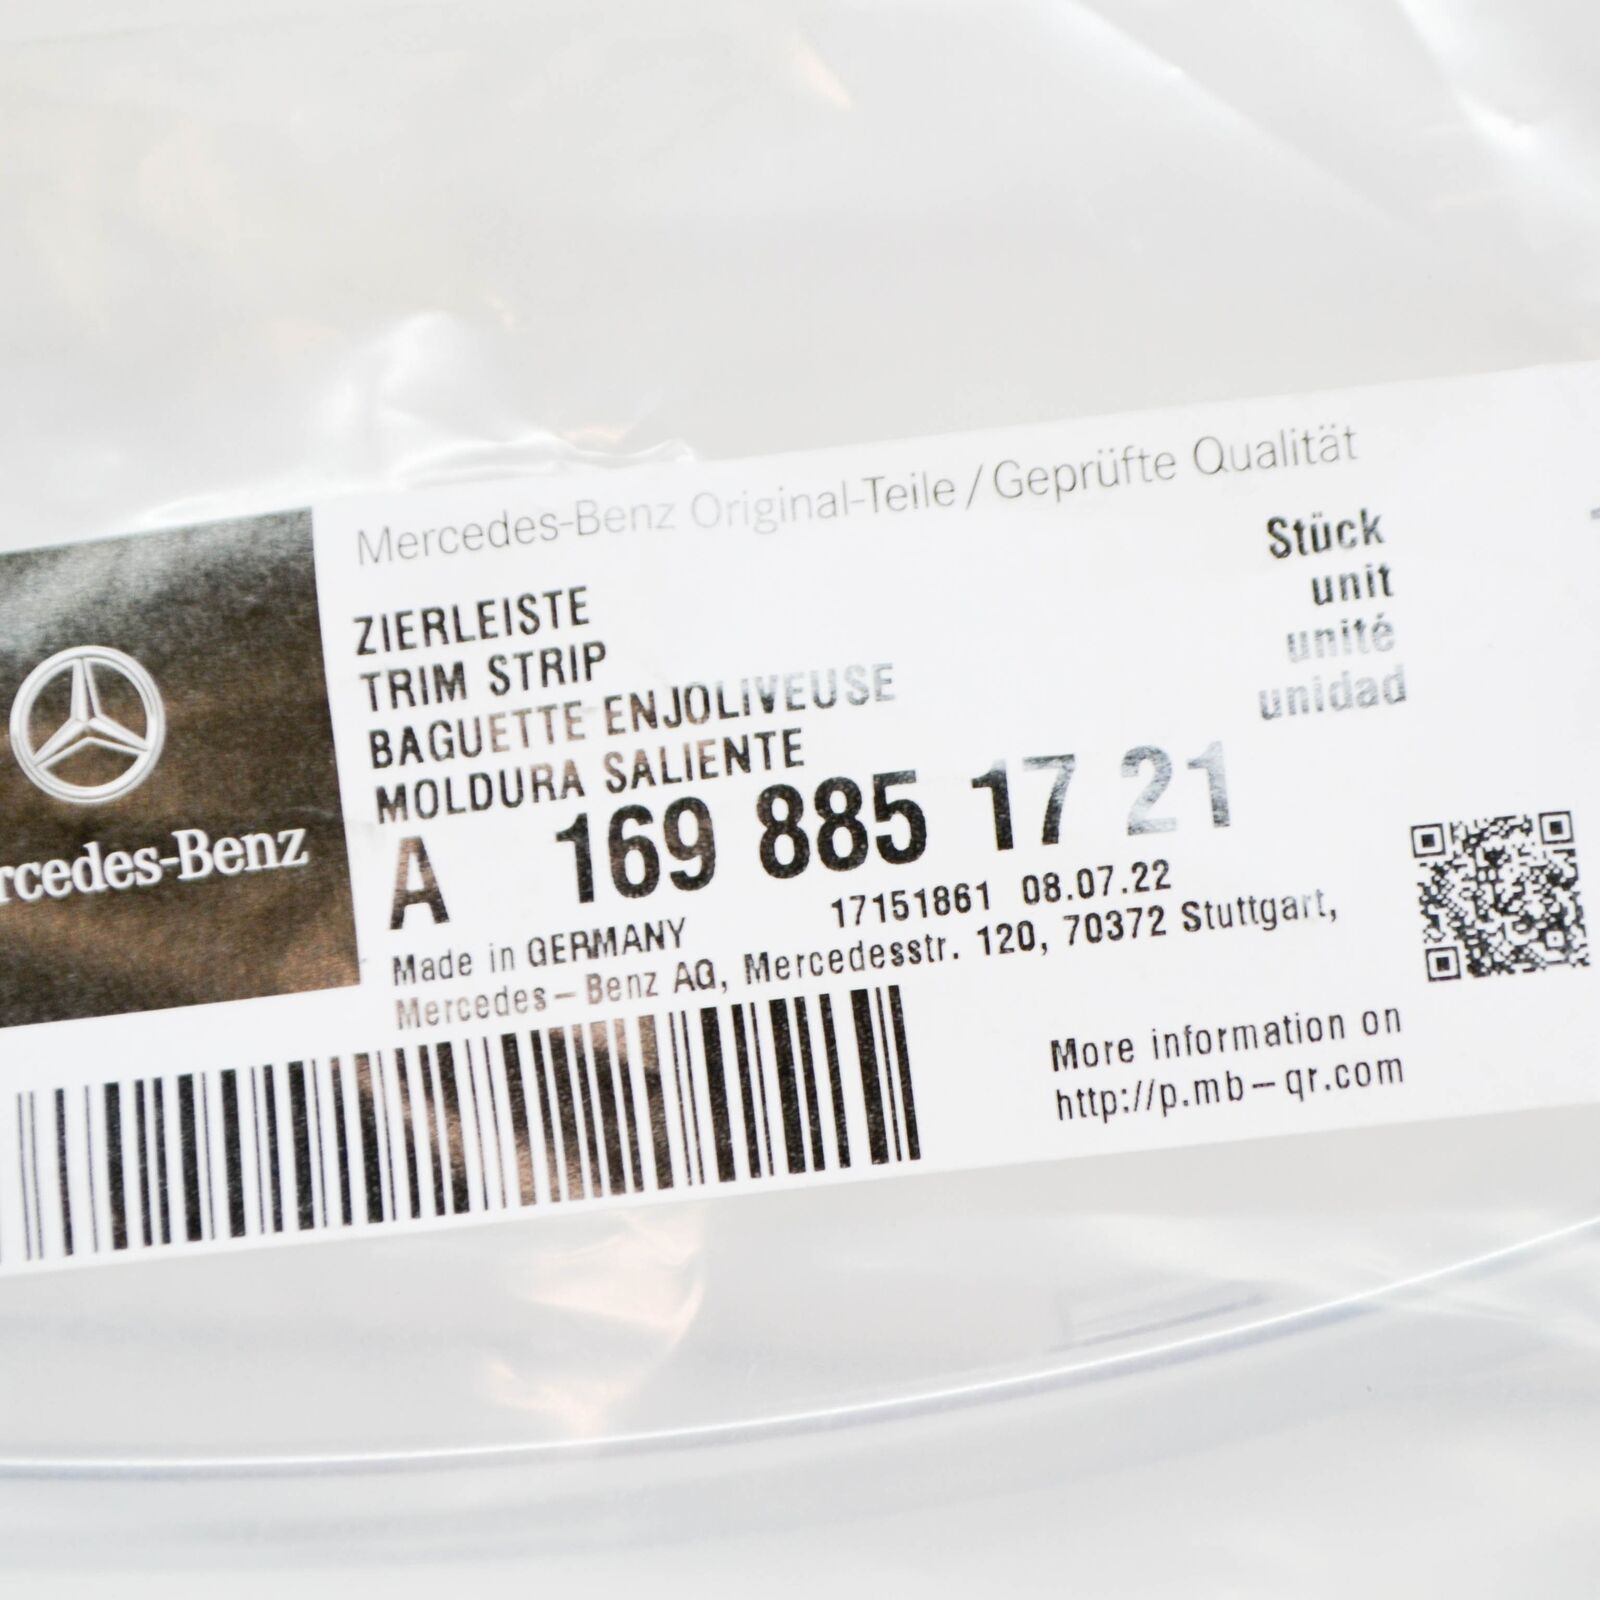 Mercedes-Benz Original-Teile / Geprüfte Qualität
ZIERLEISTE
TRIM STRIP
BAGUETTE ENJOLIVEUSE
MOLDURA SALIENTE
Stück
unit
unité
unidad
A 169 885 17 21
17151861 08.07.22
Made in GERMANY
Mercedes-Benz AG, Mercedesstr. 120, 70372 Stuttgart,
rcedes-Benz
More information on
http://p.mb-qr.com